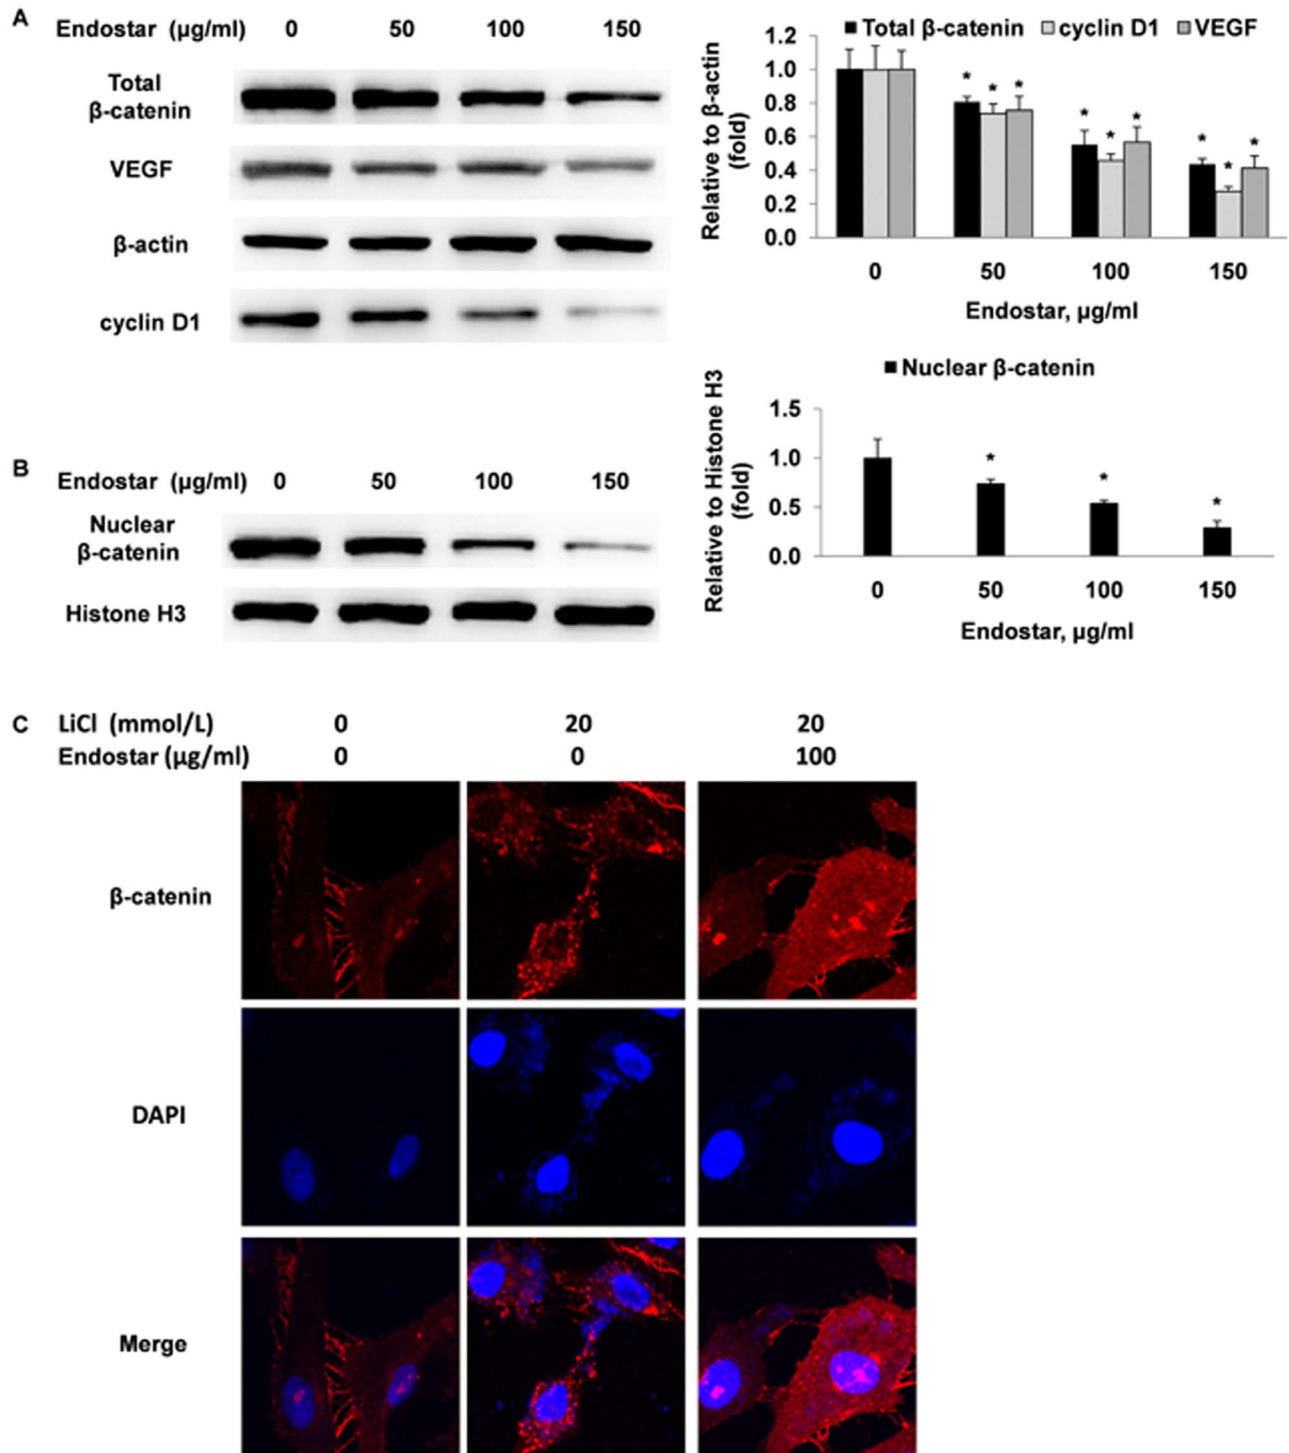 A
Endostar (µg/ml) 0 50 100 150
Total
β-catenin
VEGF
β-actin
cyclin D1
Total β-catenin cyclin D1 VEGF
Relative to β-actin
(fold)
1.2
1.0
0.8
0.6
0.4
0.2
0.0
* * *
* * *
* * *
0 50 100 150
Endostar, µg/ml
B
Endostar (µg/ml) 0 50 100 150
Nuclear
β-catenin
Histone H3
Nuclear β-catenin
Relative to Histone H3
(fold)
1.5
1.0
0.5
0.0
* * *
0 50 100 150
Endostar, µg/ml
C
LiCl (mmol/L) 0 20 20
Endostar (µg/ml) 0 0 100
β-catenin
DAPI
Merge